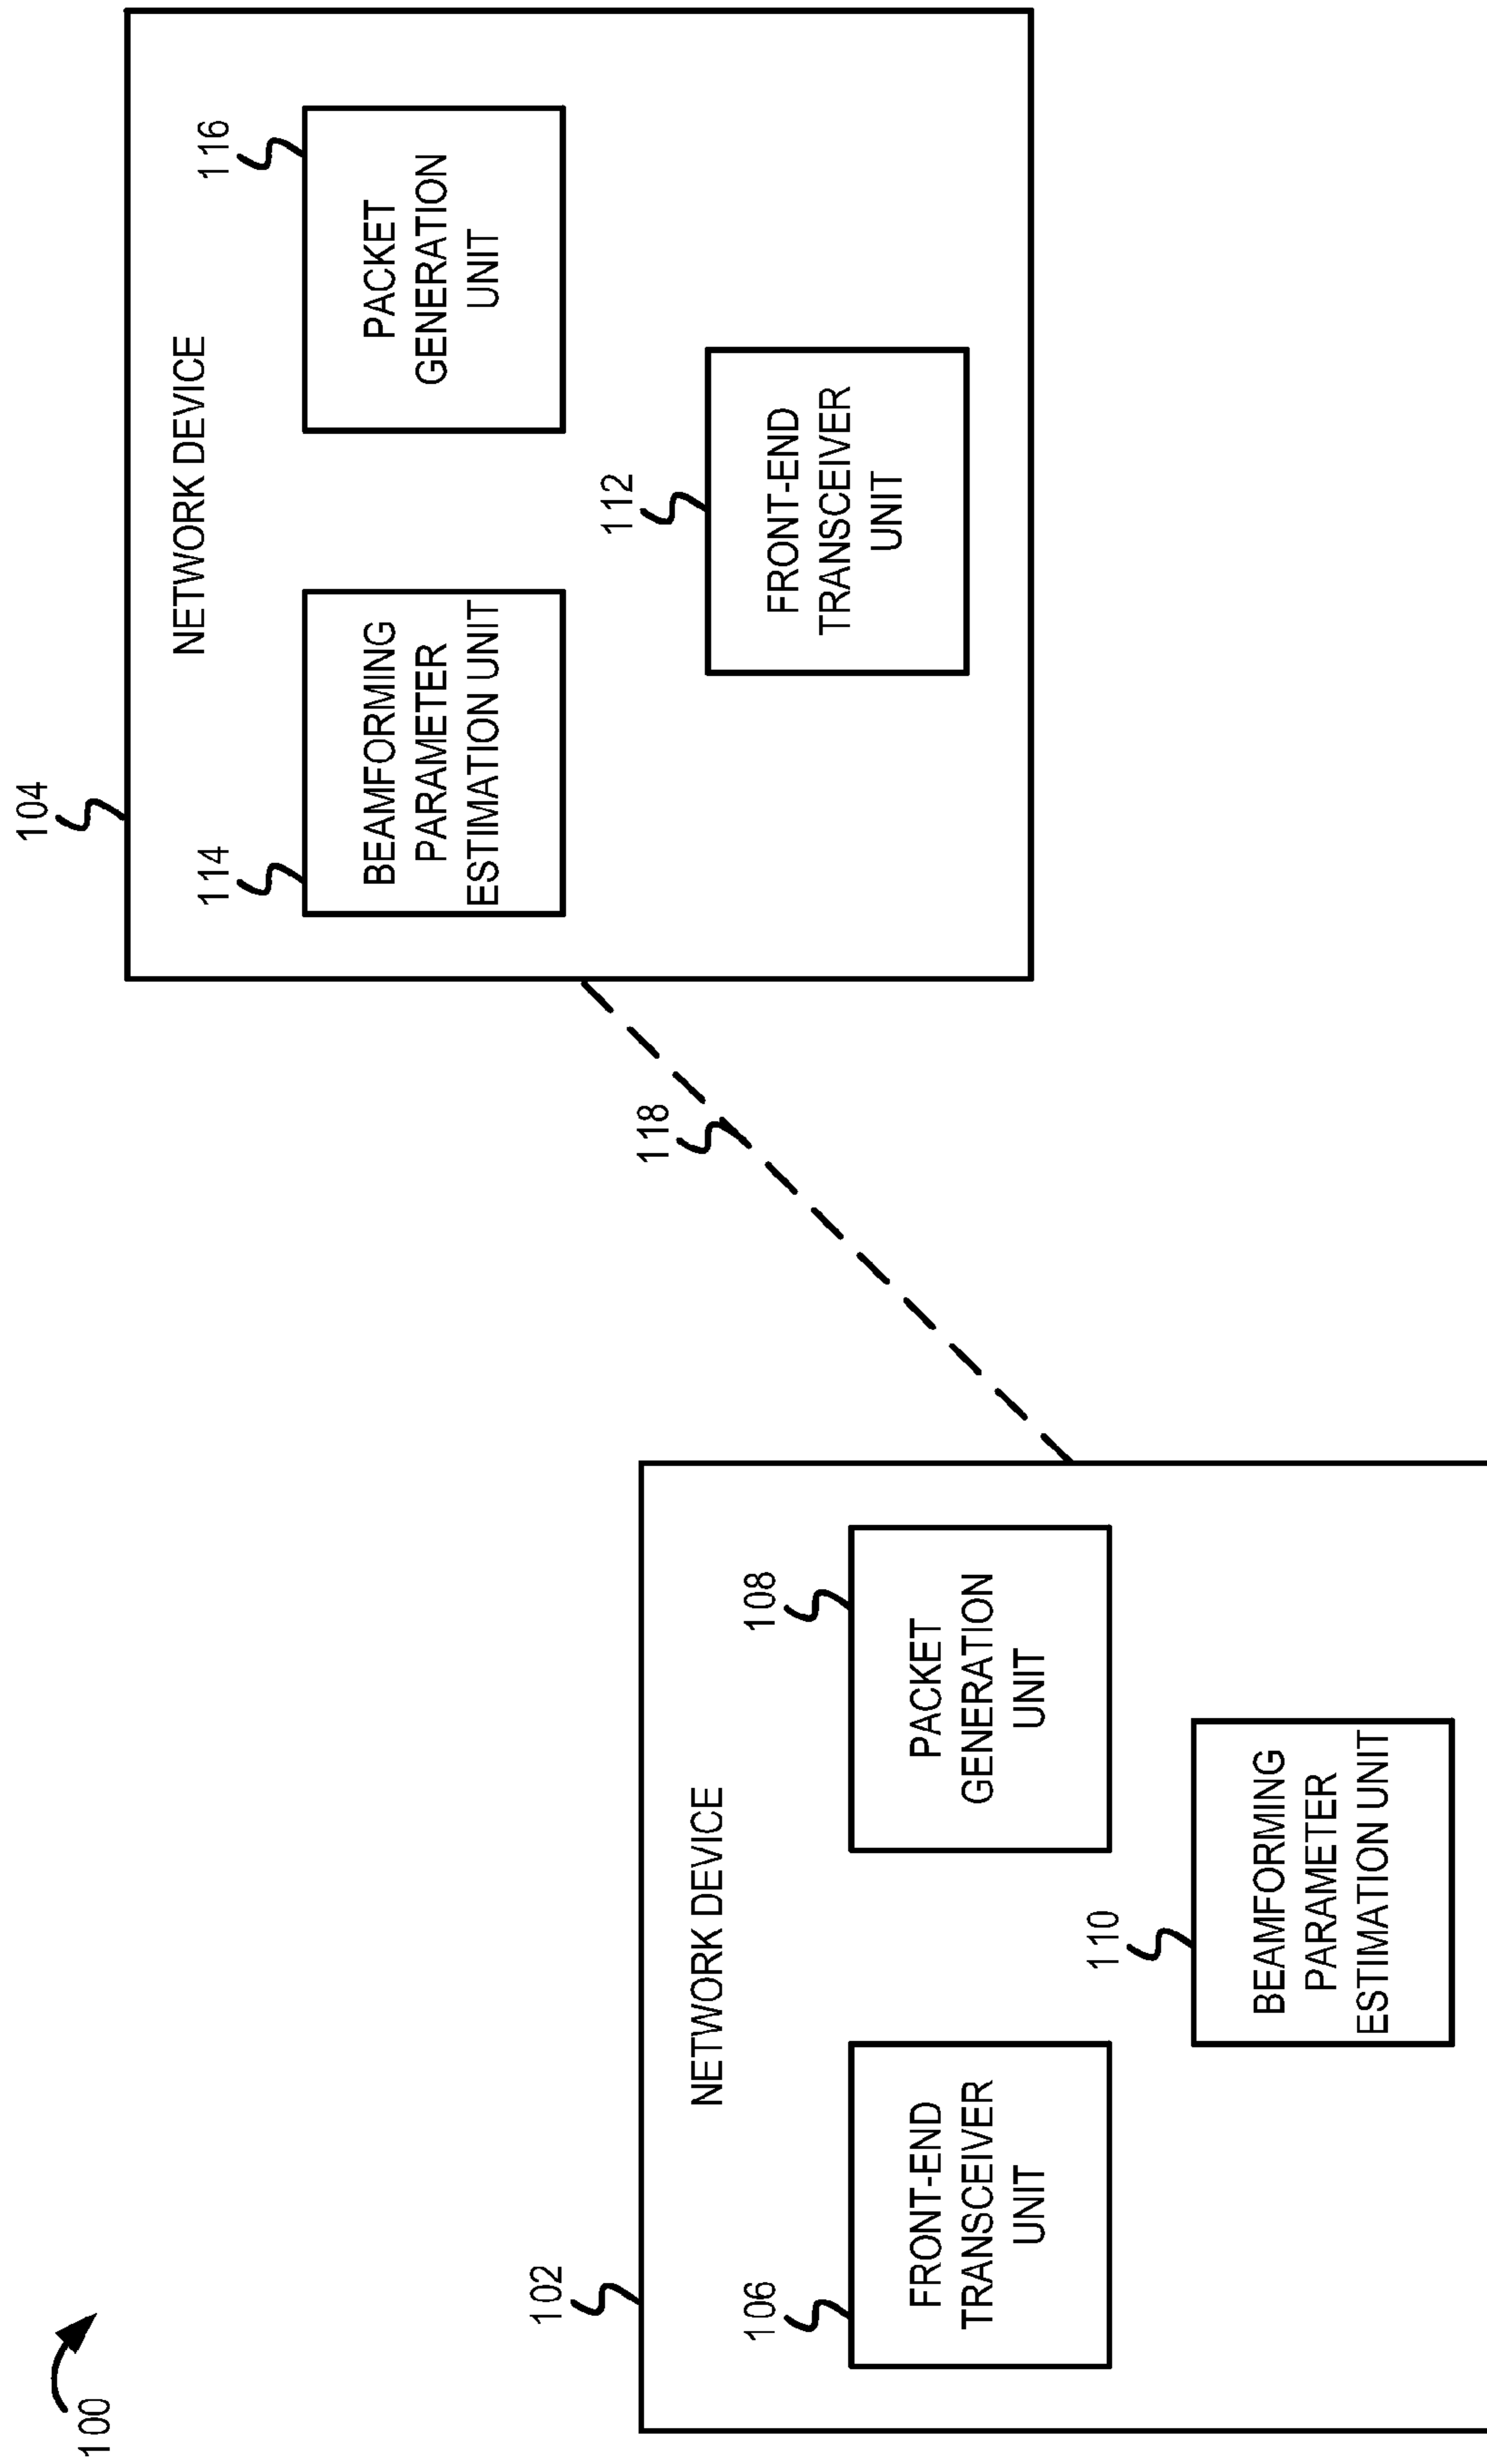 100
104
NETWORK DEVICE
114
BEAMFORMING
PARAMETER
ESTIMATION UNIT
116
PACKET
GENERATION
UNIT
112
FRONT-END
TRANSCEIVER
UNIT
118
102
NETWORK DEVICE
106
FRONT-END
TRANSCEIVER
UNIT
108
PACKET
GENERATION
UNIT
110
BEAMFORMING
PARAMETER
ESTIMATION UNIT